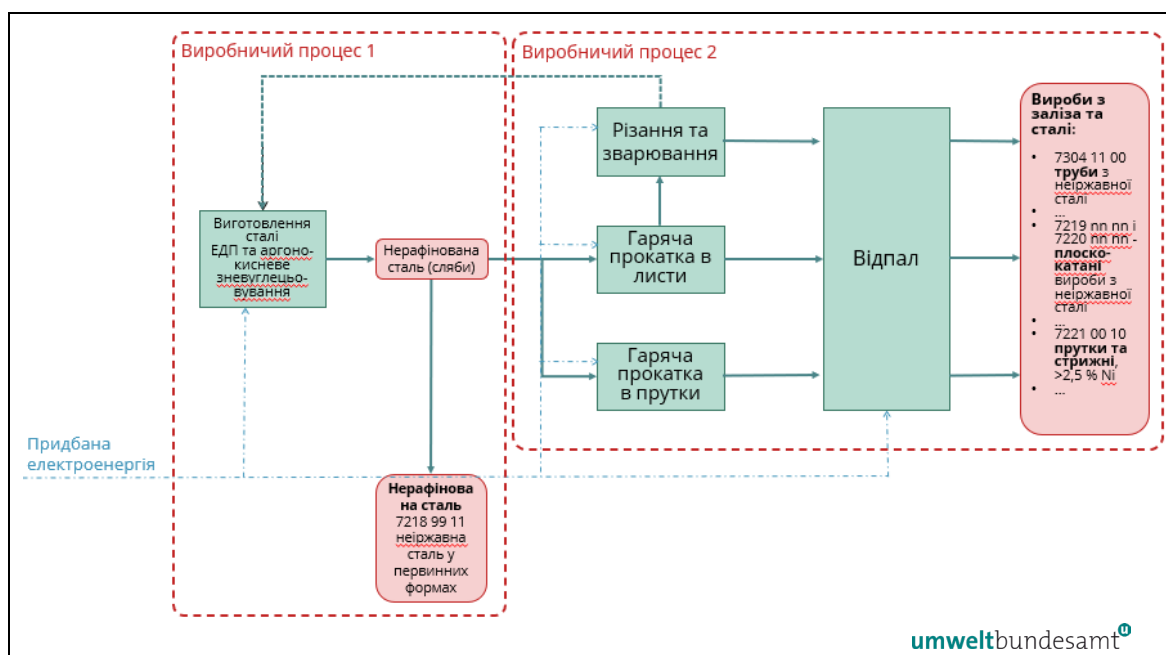 Виробничий процес 1
Виробничий процес 2
Виготовлення
сталі
ЕДП та аргоно-
кисневе
зневуглецьо-
вування
Нерафінована
сталь (сляби)
Різання та
зварювання
Гаряча
прокатка в
листи
Гаряча
прокатка
в прутки
Відпал
Вироби з
заліза та
сталі:
• 7304 11 00
труби з
неіржавної
сталі
• ...
• 7219 nn nn і
7220 nn nn -
плоско-
катані
вироби з
неіржавної
сталі
• ...
• 7221 00 10
прутки та
стрижні,
>2,5 % Ni
• ...
Придбана
електроенергія
Нерафінова
на сталь
7218 99 11
неіржавна
сталь у
первинних
формах
umweltbundesamt u